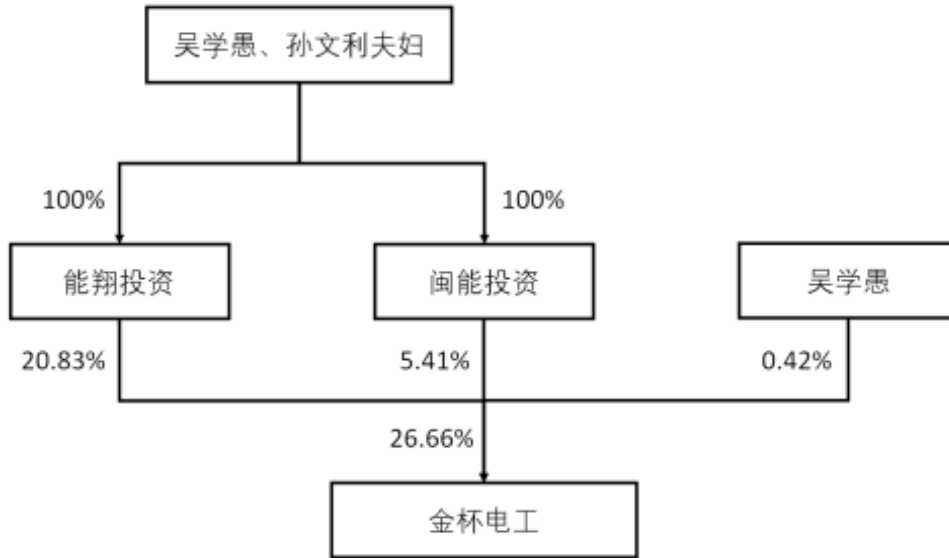 吴学愚、孙文利夫妇
100%
100%
能翔投资
闽能投资
吴学愚
20.83%
5.41%
0.42%
26.66%
金杯电工